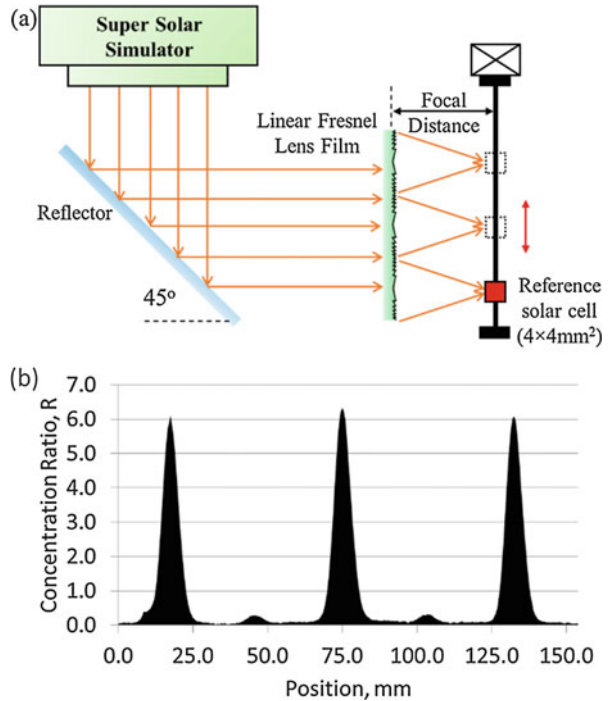 (a)
Super Solar
Simulator
Linear Fresnel
Lens Film
Focal
Distance
Reflector
45º
Reference
solar cell
(4×4mm²)
(b)
Concentration Ratio, R
7.0
6.0
5.0
4.0
3.0
2.0
1.0
0.0
0.0 25.0 50.0 75.0 100.0 125.0 150.0
Position, mm